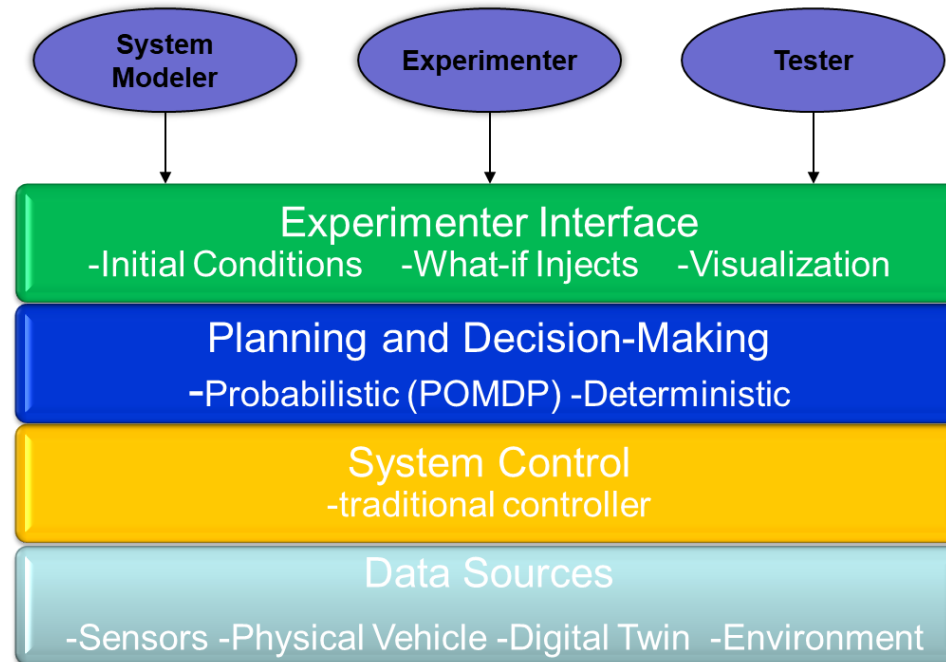 System
Modeler
Experimenter
Tester
Experimenter Interface
-Initial Conditions -What-if Injects -Visualization
Planning and Decision-Making
-Probabilistic (POMDP) -Deterministic
System Control
-traditional controller
Data Sources
-Sensors -Physical Vehicle -Digital Twin -Environment